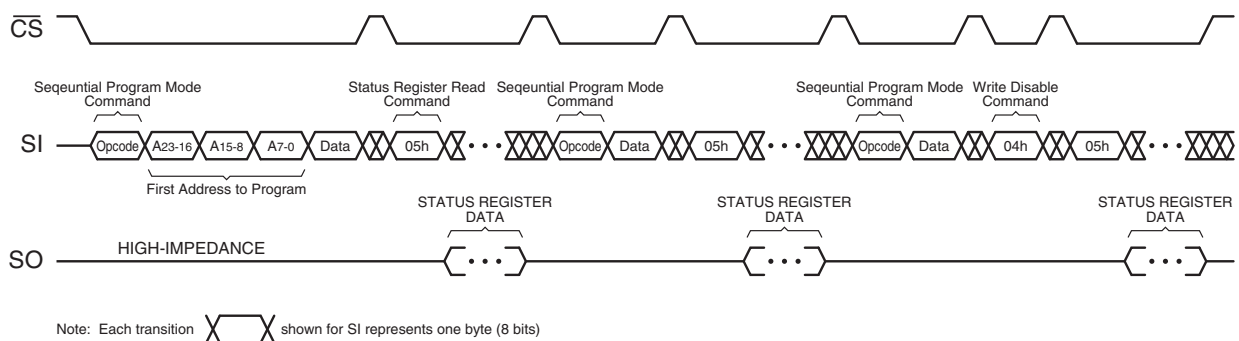 CS
Seqeuntial Program Mode
Command
Status Register Read
Command
Seqeuntial Program Mode
Command
Seqeuntial Program Mode
Command
Write Disable
Command
SI
Opcode A23-16 A15-8 A7-0 Data 05h • • • Opcode Data 05h • • • Opcode Data 04h 05h • • •
First Address to Program
STATUS REGISTER
DATA
STATUS REGISTER
DATA
STATUS REGISTER
DATA
SO
HIGH-IMPEDANCE
• • • • • • • • •
Note: Each transition shown for SI represents one byte (8 bits)